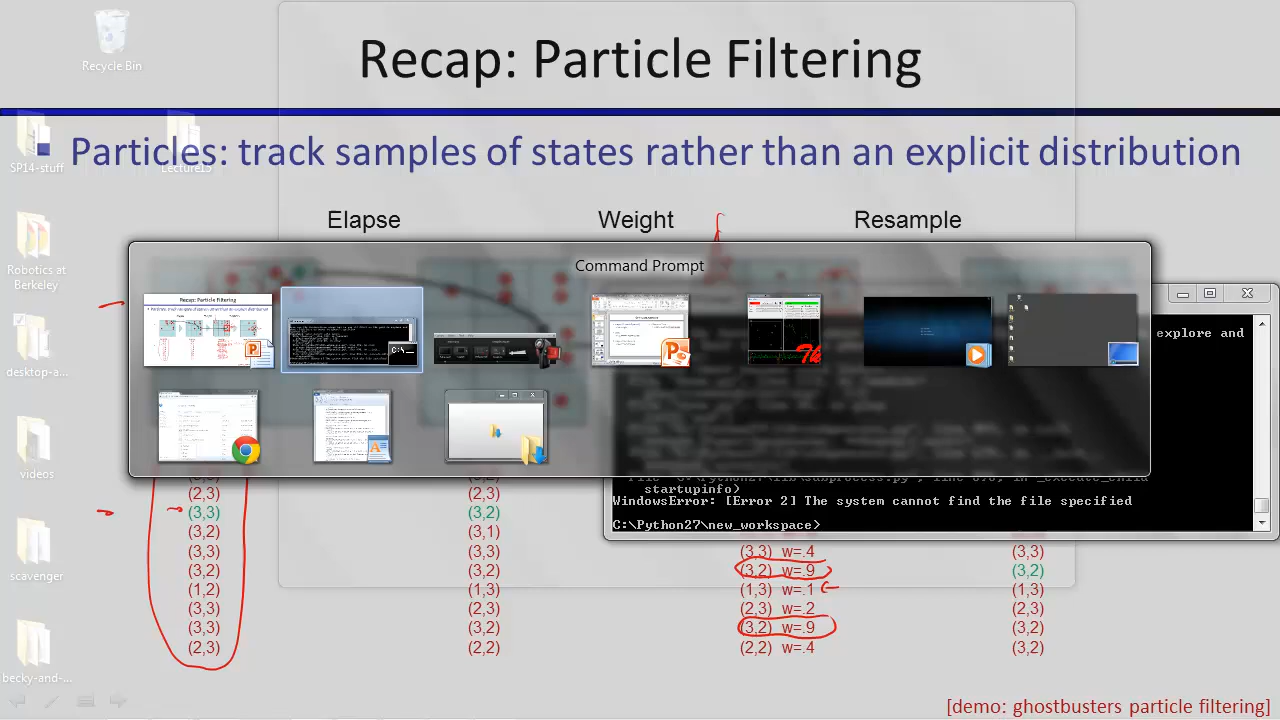 Recap: Particle Filtering
Recycle Bin
Particles: track samples of states rather than an explicit distribution
SP14-stuff
Lecture15
Elapse
Weight
Resample
Command Prompt
Robotics at
Berkeley
explore and
desktop-a...
videos
scavenger
becky-and-...
startupinfo)
WindowsError: [Error 2] The system cannot find the file specified
C:\Python27\new_workspace>
(2,3)
(3,3)
(3,2)
(3,3)
(3,2)
(1,2)
(3,3)
(3,3)
(2,3)
(2,3)
(3,2)
(3,1)
(3,3)
(3,2)
(1,3)
(2,3)
(3,2)
(2,2)
(3,3) w=.4
(3,2) w=.9
(1,3) w=.1
(2,3) w=.2
(3,2) w=.9
(2,2) w=.4
(3,3)
(3,2)
(1,3)
(2,3)
(3,2)
(3,2)
[demo: ghostbusters particle filtering]